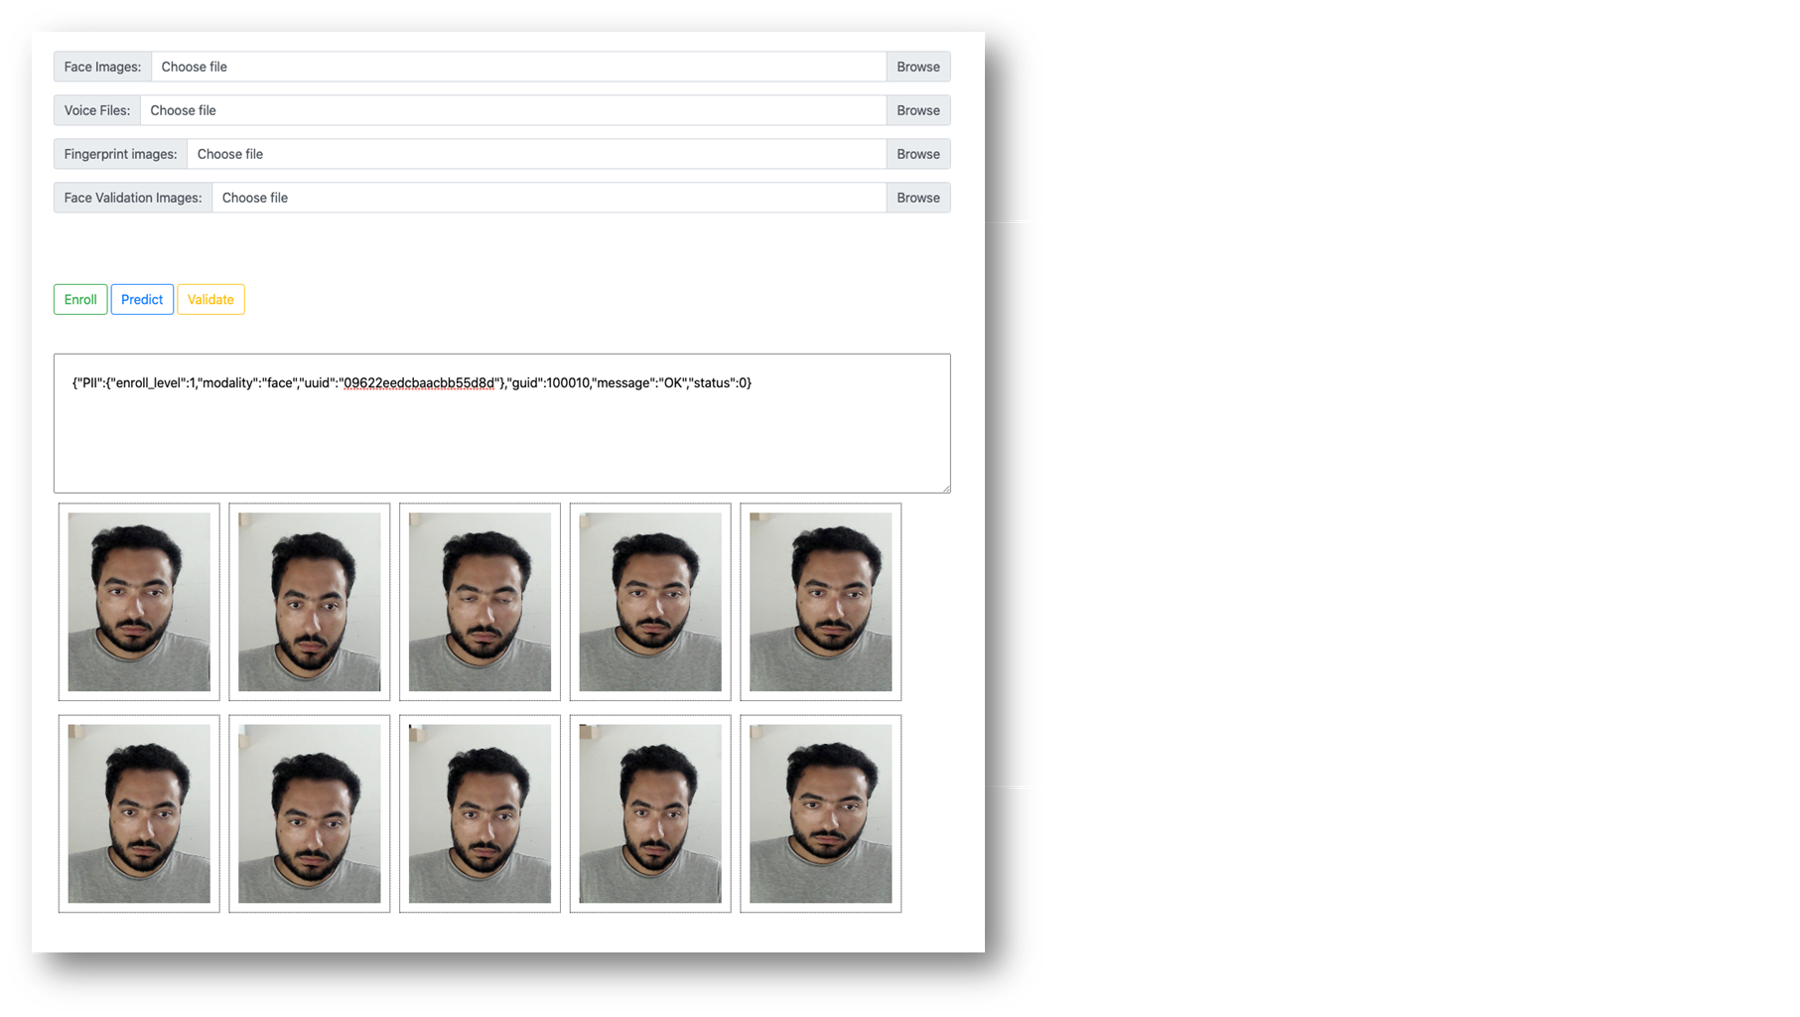 Face Images: Choose file Browse
Voice Files: Choose file Browse
Fingerprint images: Choose file Browse
Face Validation Images: Choose file Browse
Enroll Predict Validate
{"PII":{"enroll_level":1,"modality":"face","uuid":"09622eedcbaacbb55d8d"},"guid":100010,"message":"OK","status":0}